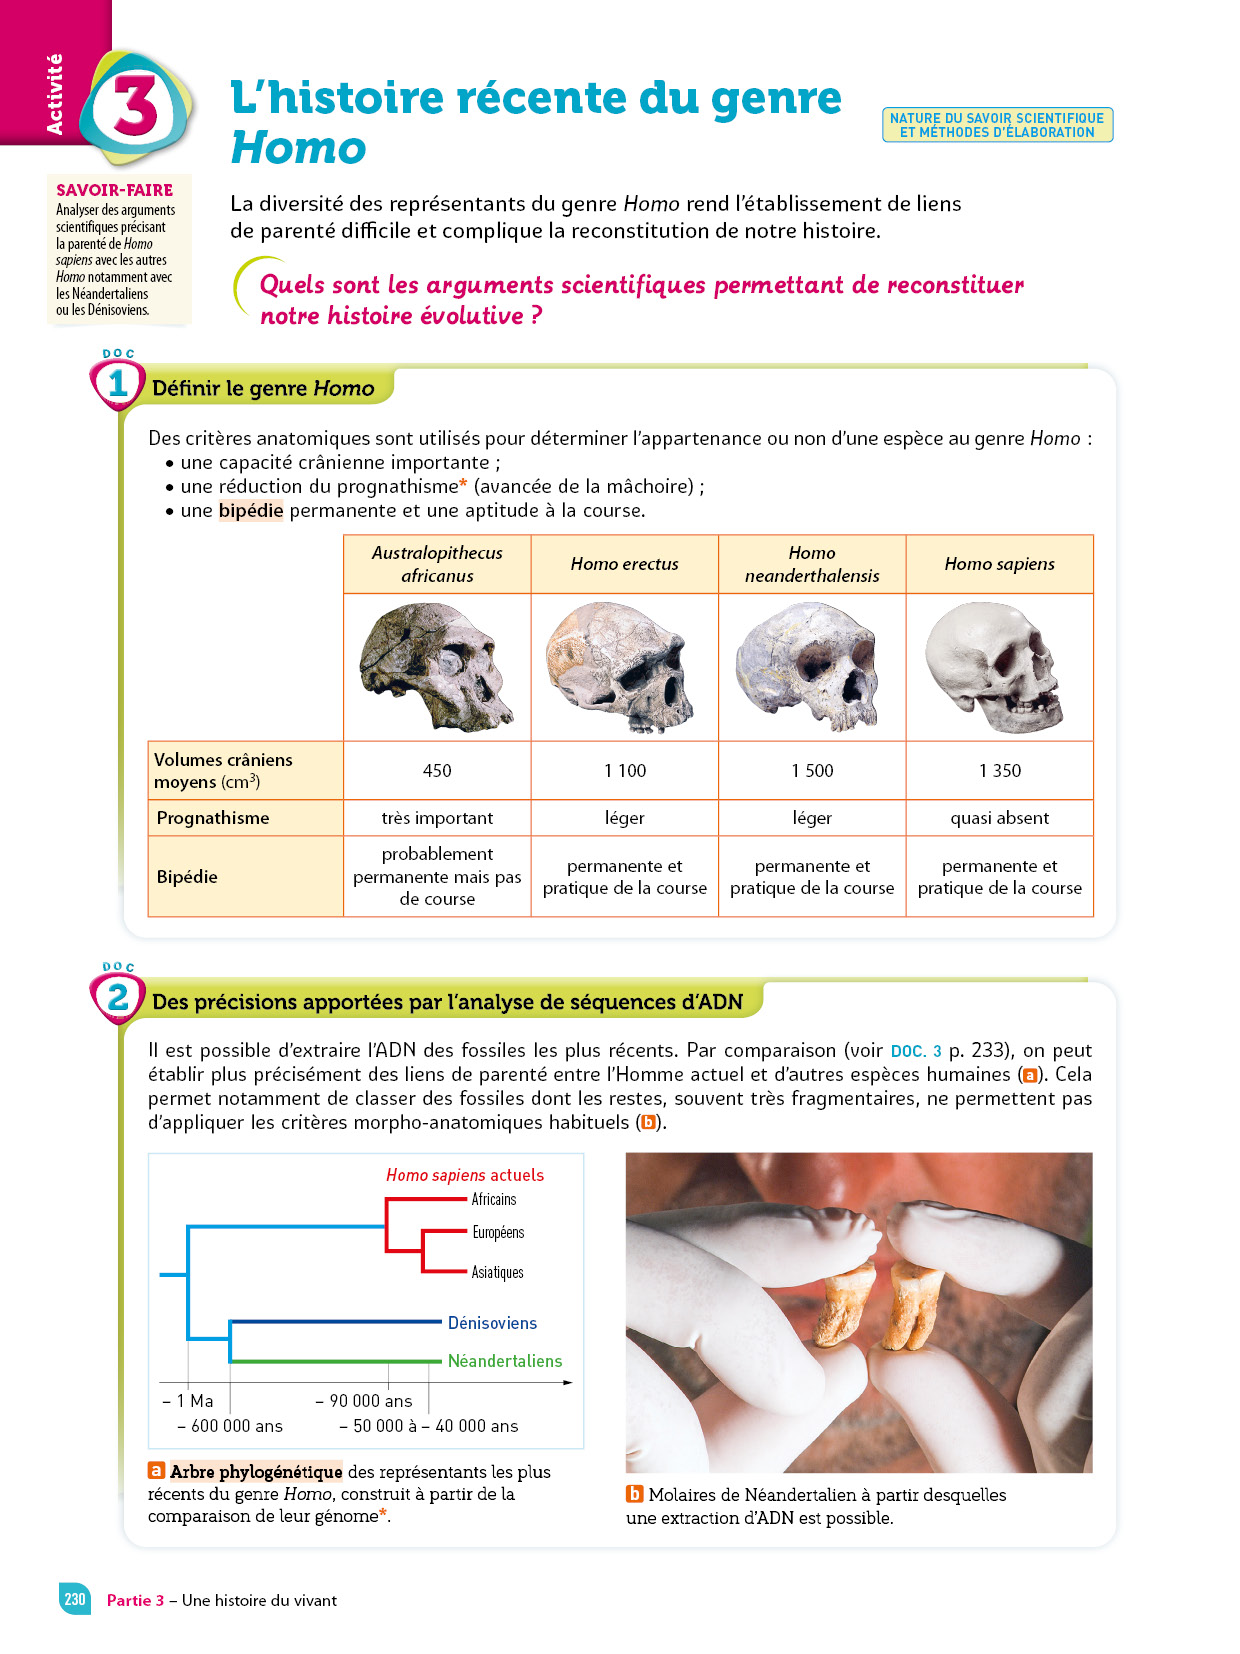 Activité
3
L'histoire récente du genre
Homo
NATURE DU SAVOIR SCIENTIFIQUE
ET MÉTHODES D'ÉLABORATION
SAVOIR-FAIRE
Analyser des arguments
scientifiques précisant
la parenté de Homo
sapiens avec les autres
Homo notamment avec
les Néandertaliens
ou les Dénisoviens.
La diversité des représentants du genre Homo rend l'établissement de liens
de parenté difficile et complique la reconstitution de notre histoire.
Quels sont les arguments scientifiques permettant de reconstituer
notre histoire évolutive ?
DOC
1
Définir le genre Homo
Des critères anatomiques sont utilisés pour déterminer l'appartenance ou non d'une espèce au genre Homo :
• une capacité crânienne importante ;
• une réduction du prognathisme* (avancée de la mâchoire) ;
• une bipédie permanente et une aptitude à la course.
Australopithecus
africanus
Homo erectus
Homo
neanderthalensis
Homo sapiens
Volumes crâniens
moyens (cm³)
450
1 100
1 500
1 350
Prognathisme
très important
léger
léger
quasi absent
Bipédie
probablement
permanente mais pas
de course
permanente et
pratique de la course
permanente et
pratique de la course
permanente et
pratique de la course
DOC
2
Des précisions apportées par l'analyse de séquences d'ADN
Il est possible d'extraire l'ADN des fossiles les plus récents. Par comparaison (voir DOC. 3 p. 233), on peut
établir plus précisément des liens de parenté entre l'Homme actuel et d'autres espèces humaines (a). Cela
permet notamment de classer des fossiles dont les restes, souvent très fragmentaires, ne permettent pas
d'appliquer les critères morpho-anatomiques habituels (b).
Homo sapiens actuels
Africains
Européens
Asiatiques
Dénisoviens
Néandertaliens
– 1 Ma
– 90 000 ans
– 600 000 ans
– 50 000 à – 40 000 ans
a Arbre phylogénétique des représentants les plus
récents du genre Homo, construit à partir de la
comparaison de leur génome*.
b Molaires de Néandertalien à partir desquelles
une extraction d'ADN est possible.
230
Partie 3 – Une histoire du vivant